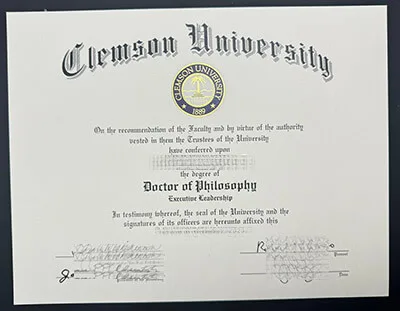 Clemson University
CLEMSON UNIVERSITY
1889
On the recommendation of the Faculty and by virtue of the authority
vested in them the Trustees of the University
have conferred upon
the degree of
Doctor of Philosophy
Executive Leadership
In testimony whereof, the seal of the University and the
signatures of its officers are hereunto affixed this
President